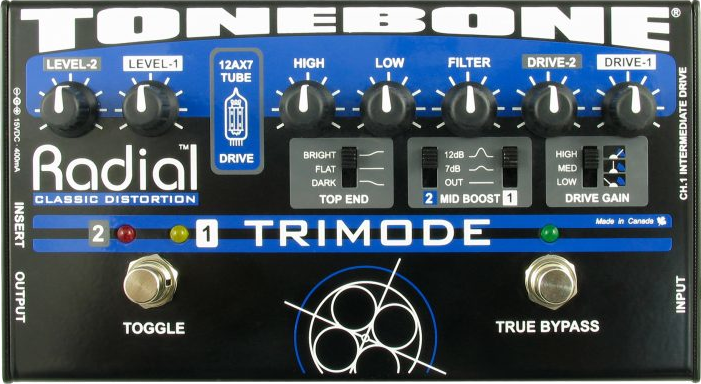 TONEBONE®
LEVEL-2 LEVEL-1 12AX7 TUBE DRIVE HIGH LOW FILTER DRIVE-2 DRIVE-1
15VDC - 400mA
Radial™
CLASSIC DISTORTION
BRIGHT
FLAT
DARK
TOP END
12dB
7dB
OUT
2 MID BOOST 1
HIGH
MED
LOW
DRIVE GAIN
CH.1 INTERMEDIATE DRIVE
Made in Canada
2 1 TRIMODE
INSERT
OUTPUT
INPUT
TOGGLE
TRUE BYPASS